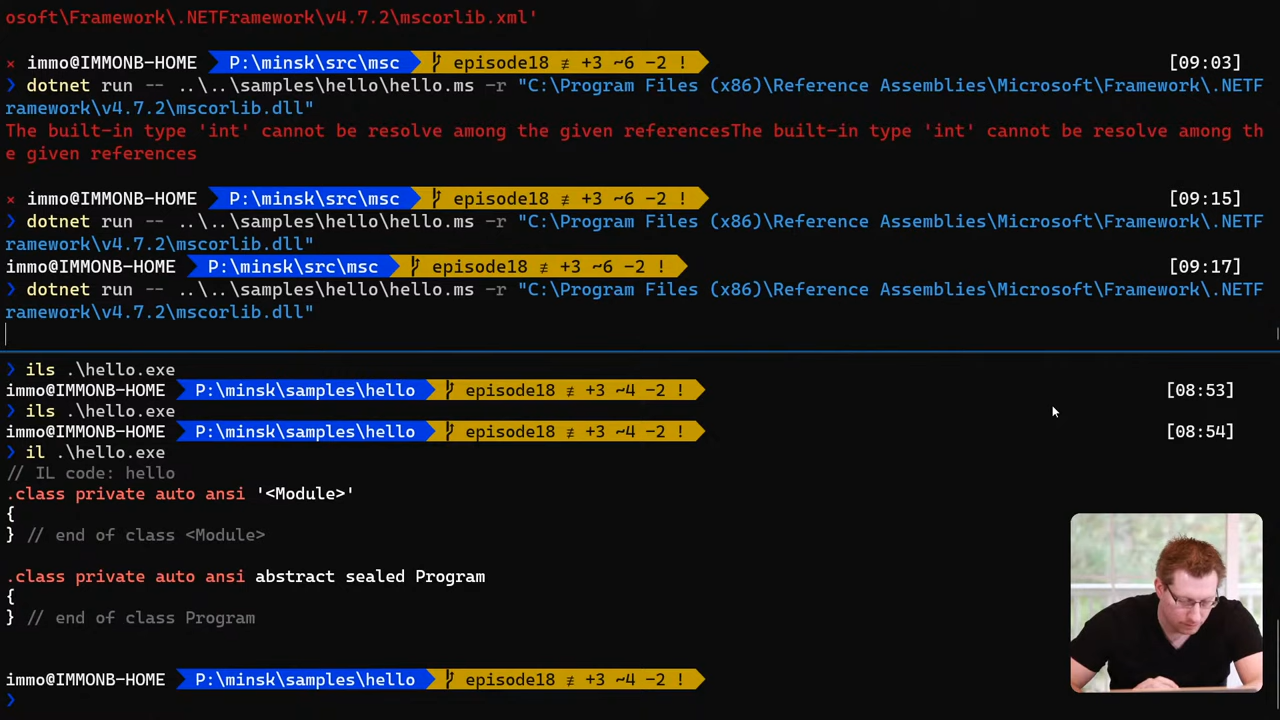 osoft\Framework\.NETFramework\v4.7.2\mscorlib.xml'
× immo@IMMONB-HOME P:\minsk\src\msc episode18 ≢ +3 ~6 -2 ! [09:03]
❯ dotnet run -- ..\..\samples\hello\hello.ms -r "C:\Program Files (x86)\Reference Assemblies\Microsoft\Framework\.NETF
ramework\v4.7.2\mscorlib.dll"
The built-in type 'int' cannot be resolve among the given referencesThe built-in type 'int' cannot be resolve among th
e given references
× immo@IMMONB-HOME P:\minsk\src\msc episode18 ≢ +3 ~6 -2 ! [09:15]
❯ dotnet run -- ..\..\samples\hello\hello.ms -r "C:\Program Files (x86)\Reference Assemblies\Microsoft\Framework\.NETF
ramework\v4.7.2\mscorlib.dll"
immo@IMMONB-HOME P:\minsk\src\msc episode18 ≢ +3 ~6 -2 ! [09:17]
❯ dotnet run -- ..\..\samples\hello\hello.ms -r "C:\Program Files (x86)\Reference Assemblies\Microsoft\Framework\.NETF
ramework\v4.7.2\mscorlib.dll"
❯ ils .\hello.exe
immo@IMMONB-HOME P:\minsk\samples\hello episode18 ≢ +3 ~4 -2 ! [08:53]
❯ ils .\hello.exe
immo@IMMONB-HOME P:\minsk\samples\hello episode18 ≢ +3 ~4 -2 ! [08:54]
❯ il .\hello.exe
// IL code: hello
.class private auto ansi '<Module>'
{
} // end of class <Module>
.class private auto ansi abstract sealed Program
{
} // end of class Program
immo@IMMONB-HOME P:\minsk\samples\hello episode18 ≢ +3 ~4 -2 !
❯